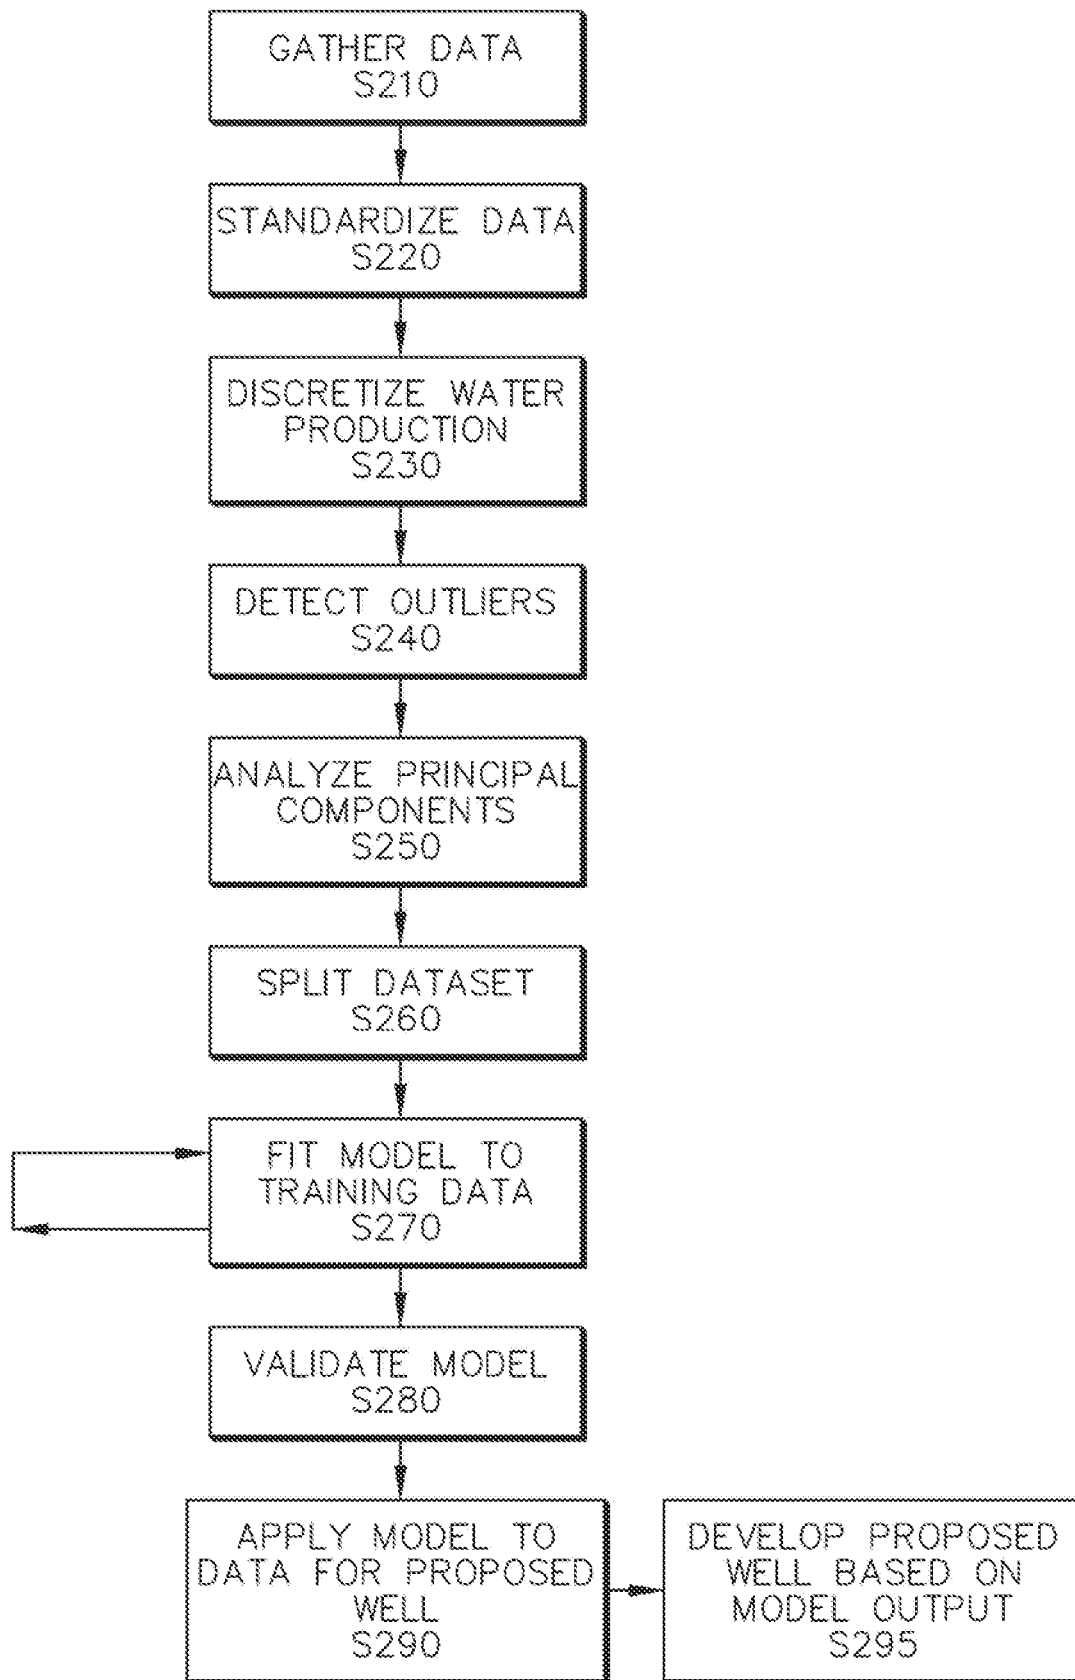 GATHER DATA
S210
STANDARDIZE DATA
S220
DISCRETIZE WATER
PRODUCTION
S230
DETECT OUTLIERS
S240
ANALYZE PRINCIPAL
COMPONENTS
S250
SPLIT DATASET
S260
FIT MODEL TO
TRAINING DATA
S270
VALIDATE MODEL
S280
APPLY MODEL TO
DATA FOR PROPOSED
WELL
S290
DEVELOP PROPOSED
WELL BASED ON
MODEL OUTPUT
S295